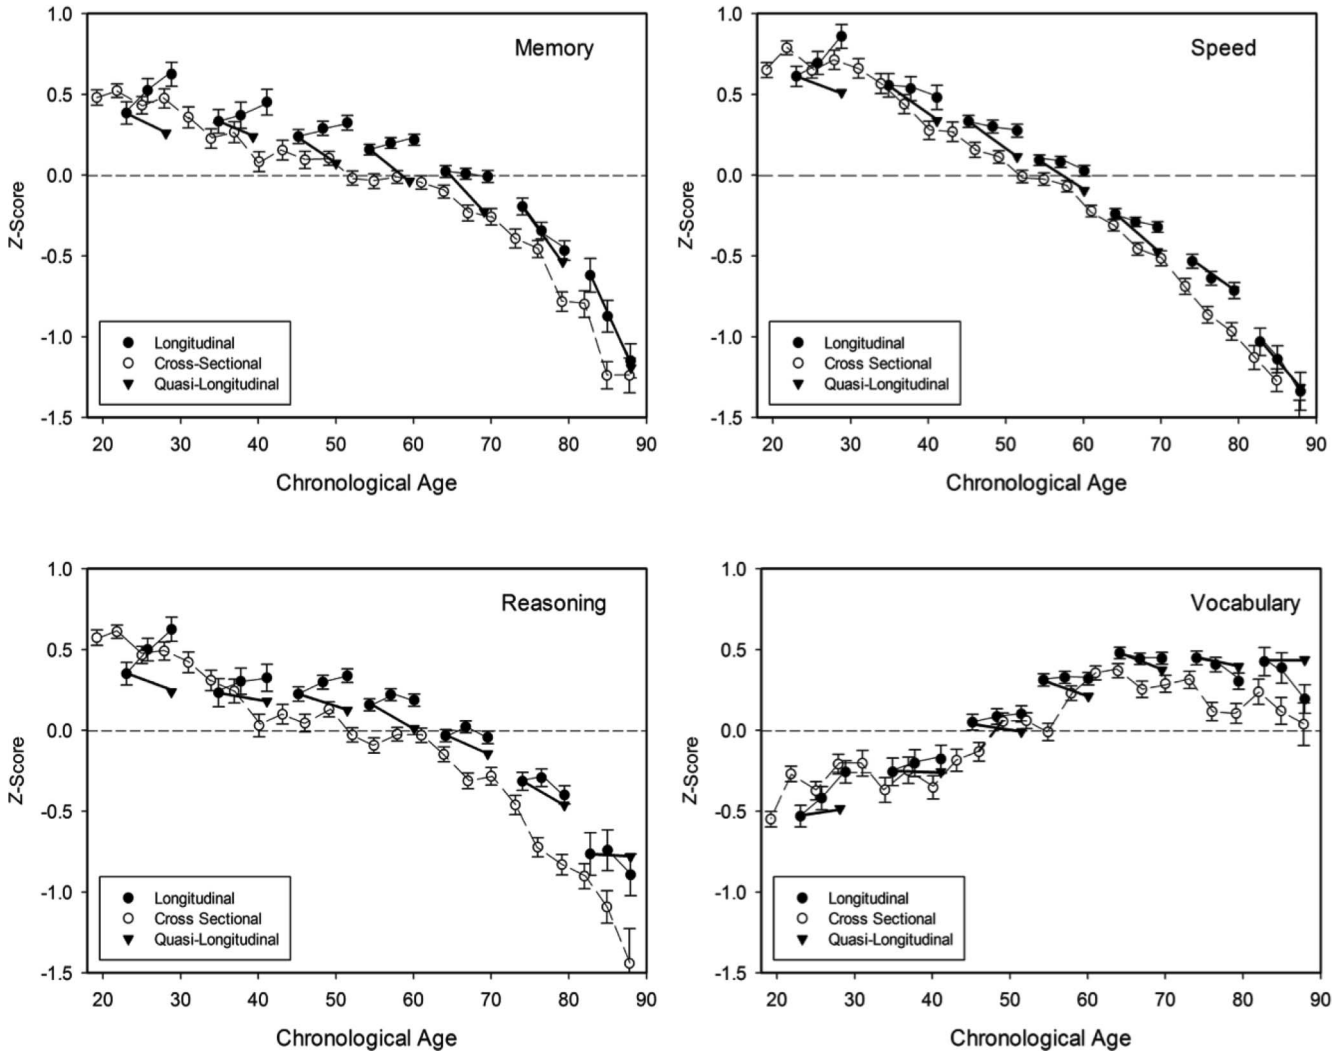 1.0
Memory
0.5
0.0
Z-Score
-0.5
-1.0
Longitudinal
Cross-Sectional
Quasi-Longitudinal
-1.5
20 30 40 50 60 70 80 90
Chronological Age
1.0
Speed
0.5
0.0
Z-Score
-0.5
-1.0
Longitudinal
Cross Sectional
Quasi-Longitudinal
-1.5
20 30 40 50 60 70 80 90
Chronological Age
1.0
Reasoning
0.5
0.0
Z-Score
-0.5
-1.0
Longitudinal
Cross Sectional
Quasi-Longitudinal
-1.5
20 30 40 50 60 70 80 90
Chronological Age
1.0
Vocabulary
0.5
0.0
Z-Score
-0.5
-1.0
Longitudinal
Cross Sectional
Quasi-Longitudinal
-1.5
20 30 40 50 60 70 80 90
Chronological Age